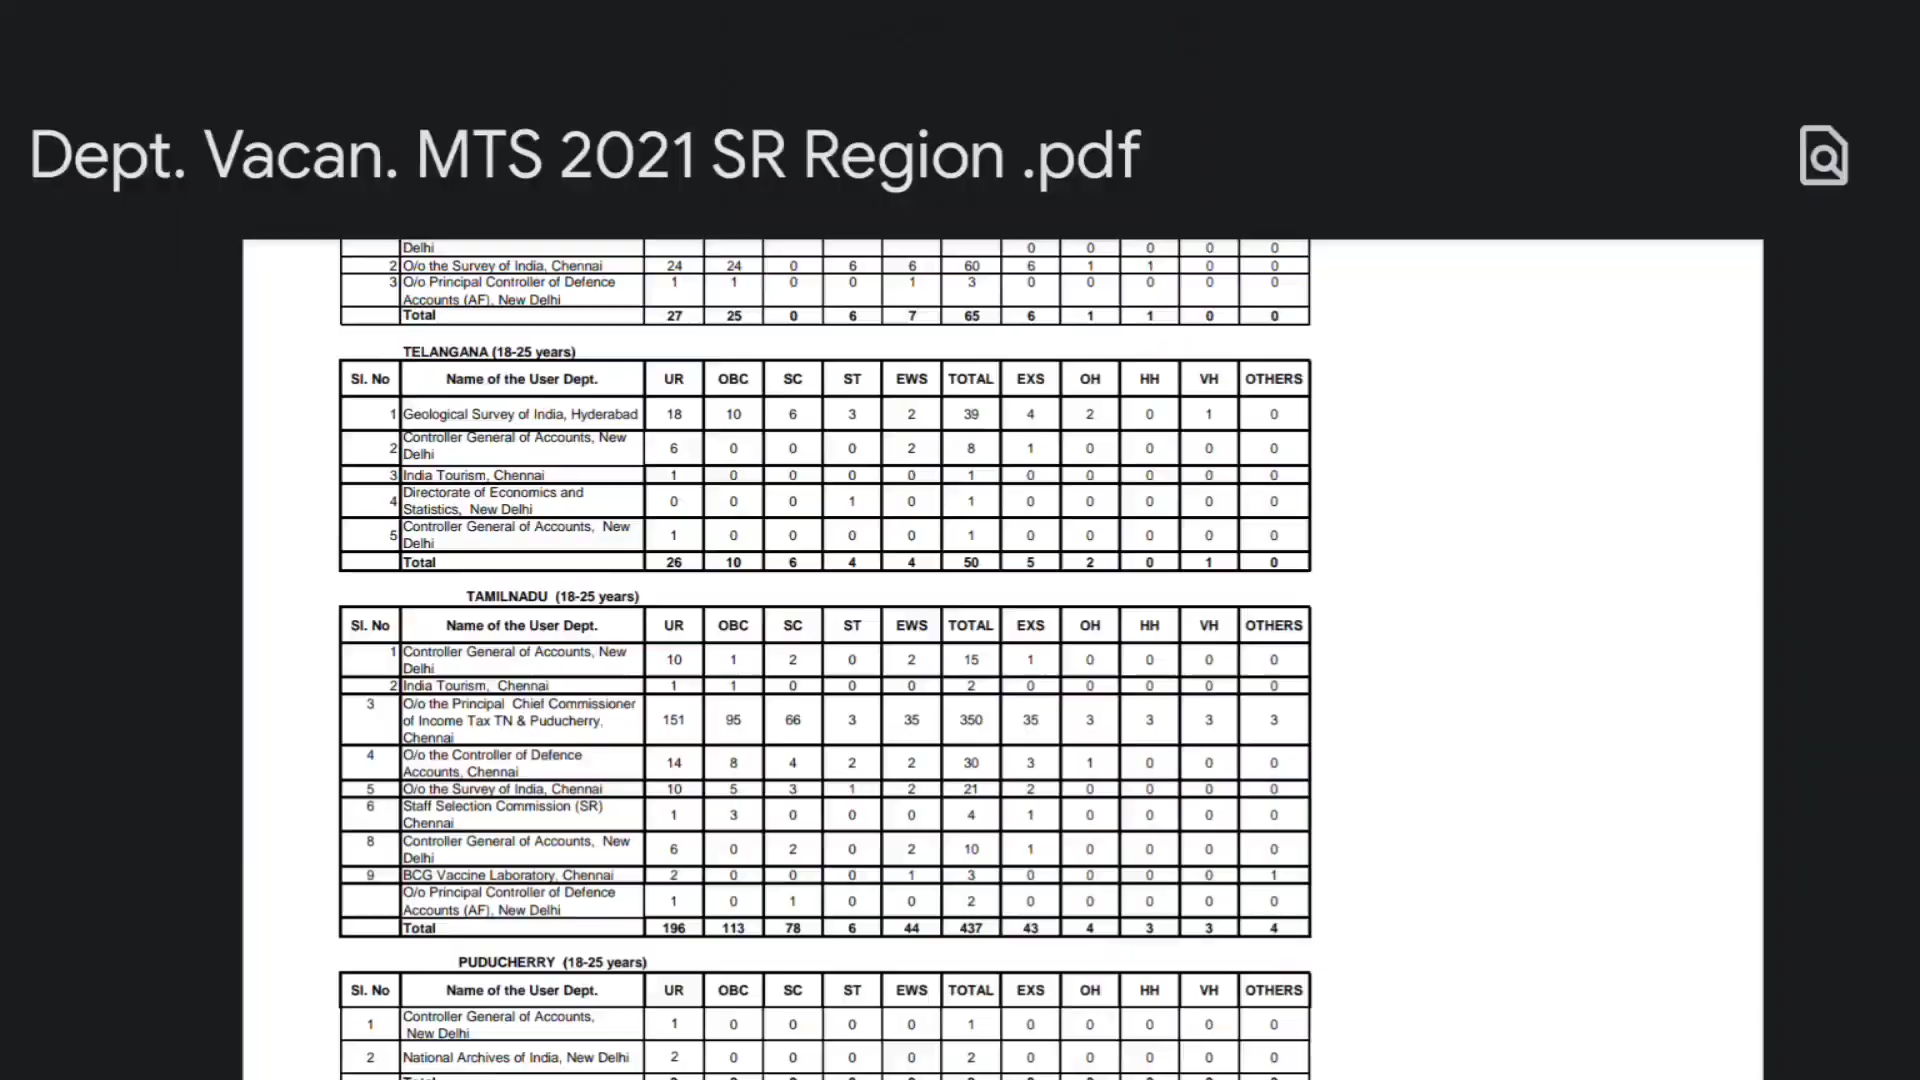 Dept. Vacan. MTS 2021 SR Region .pdf
Delhi 0 0 0 0 0
2 O/o the Survey of India, Chennai 24 24 0 6 6 60 6 1 1 0 0
3 O/o Principal Controller of Defence 1 1 0 0 1 3 0 0 0 0 0
Accounts (AF), New Delhi
Total 27 25 0 6 7 65 6 1 1 0 0
TELANGANA (18-25 years)
Sl. No Name of the User Dept. UR OBC SC ST EWS TOTAL EXS OH HH VH OTHERS
1 Geological Survey of India, Hyderabad 18 10 6 3 2 39 4 2 0 1 0
Controller General of Accounts, New
2 Delhi 6 0 0 0 2 8 1 0 0 0 0
3 India Tourism, Chennai 1 0 0 0 0 1 0 0 0 0 0
Directorate of Economics and
4 Statistics, New Delhi 0 0 0 1 0 1 0 0 0 0 0
Controller General of Accounts, New
5 Delhi 1 0 0 0 0 1 0 0 0 0 0
Total 26 10 6 4 4 50 5 2 0 1 0
TAMILNADU (18-25 years)
Sl. No Name of the User Dept. UR OBC SC ST EWS TOTAL EXS OH HH VH OTHERS
1 Controller General of Accounts, New
Delhi 10 1 2 0 2 15 1 0 0 0 0
2 India Tourism, Chennai 1 1 0 0 0 2 0 0 0 0 0
3 O/o the Principal Chief Commissioner
of Income Tax TN & Puducherry, 151 95 66 3 35 350 35 3 3 3 3
Chennai
4 O/o the Controller of Defence
Accounts, Chennai 14 8 4 2 2 30 3 1 0 0 0
5 O/o the Survey of India, Chennai 10 5 3 1 2 21 2 0 0 0 0
6 Staff Selection Commission (SR)
Chennai 1 3 0 0 0 4 1 0 0 0 0
8 Controller General of Accounts, New
Delhi 6 0 2 0 2 10 1 0 0 0 0
9 BCG Vaccine Laboratory, Chennai 2 0 0 0 1 3 0 0 0 0 1
O/o Principal Controller of Defence
Accounts (AF), New Delhi 1 0 1 0 0 2 0 0 0 0 0
Total 196 113 78 6 44 437 43 4 3 3 4
PUDUCHERRY (18-25 years)
Sl. No Name of the User Dept. UR OBC SC ST EWS TOTAL EXS OH HH VH OTHERS
1 Controller General of Accounts,
New Delhi 1 0 0 0 0 1 0 0 0 0 0
2 National Archives of India, New Delhi 2 0 0 0 0 2 0 0 0 0 0